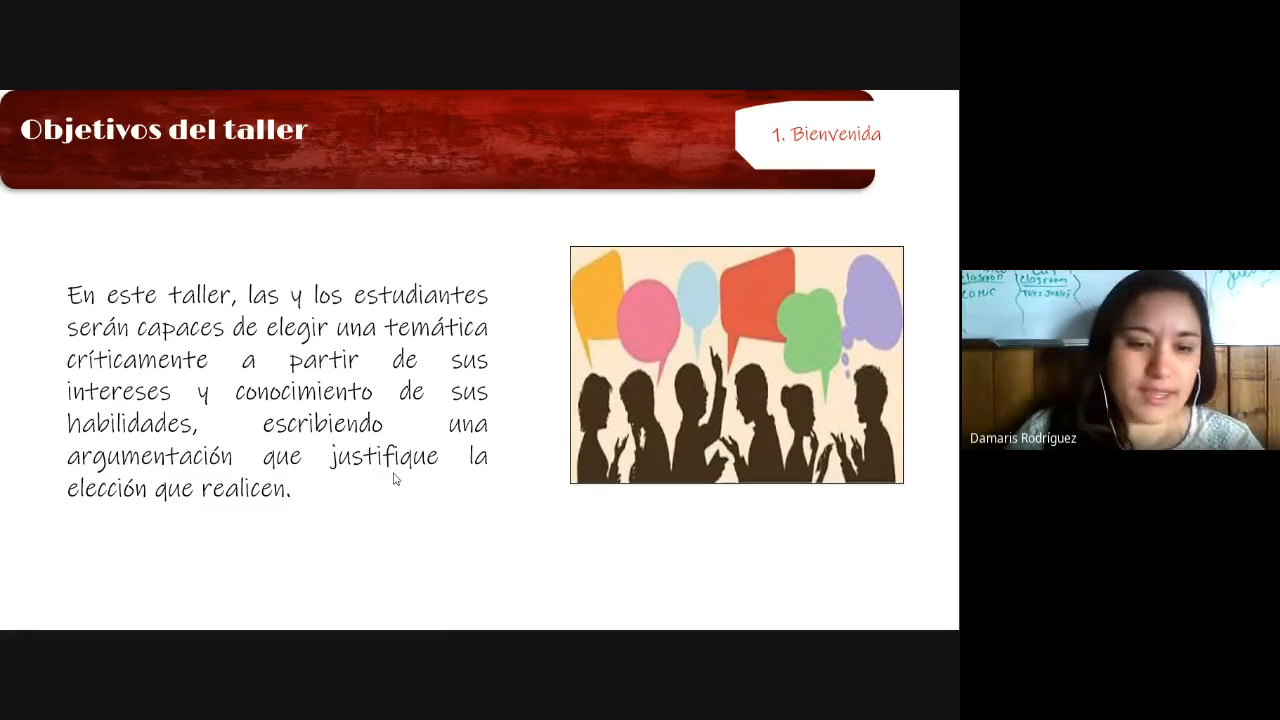 Objetivos del taller
1. Bienvenida
En este taller, las y los estudiantes
serán capaces de elegir una temática
críticamente a partir de sus
intereses y conocimiento de sus
habilidades, escribiendo una
argumentación que justifique la
elección que realicen.
Damaris Rodríguez